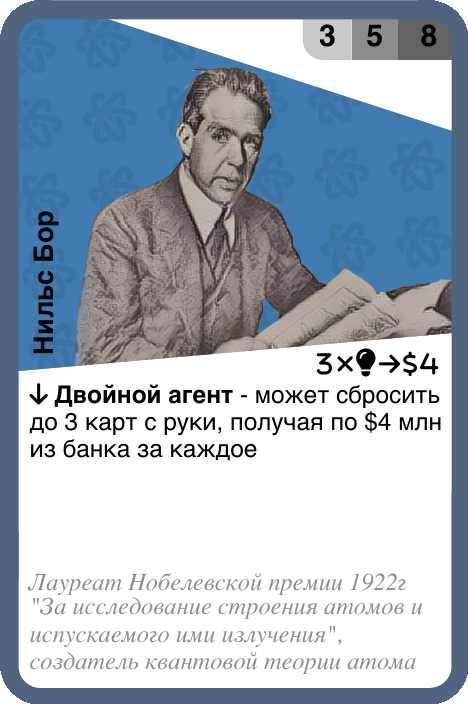 3 5 8
Нильс Бор
3×→$4
↓ Двойной агент - может сбросить
до 3 карт с руки, получая по $4 млн
из банка за каждое
Лауреат Нобелевской премии 1922г
"За исследование строения атомов и
испускаемого ими излучения",
создатель квантовой теории атома